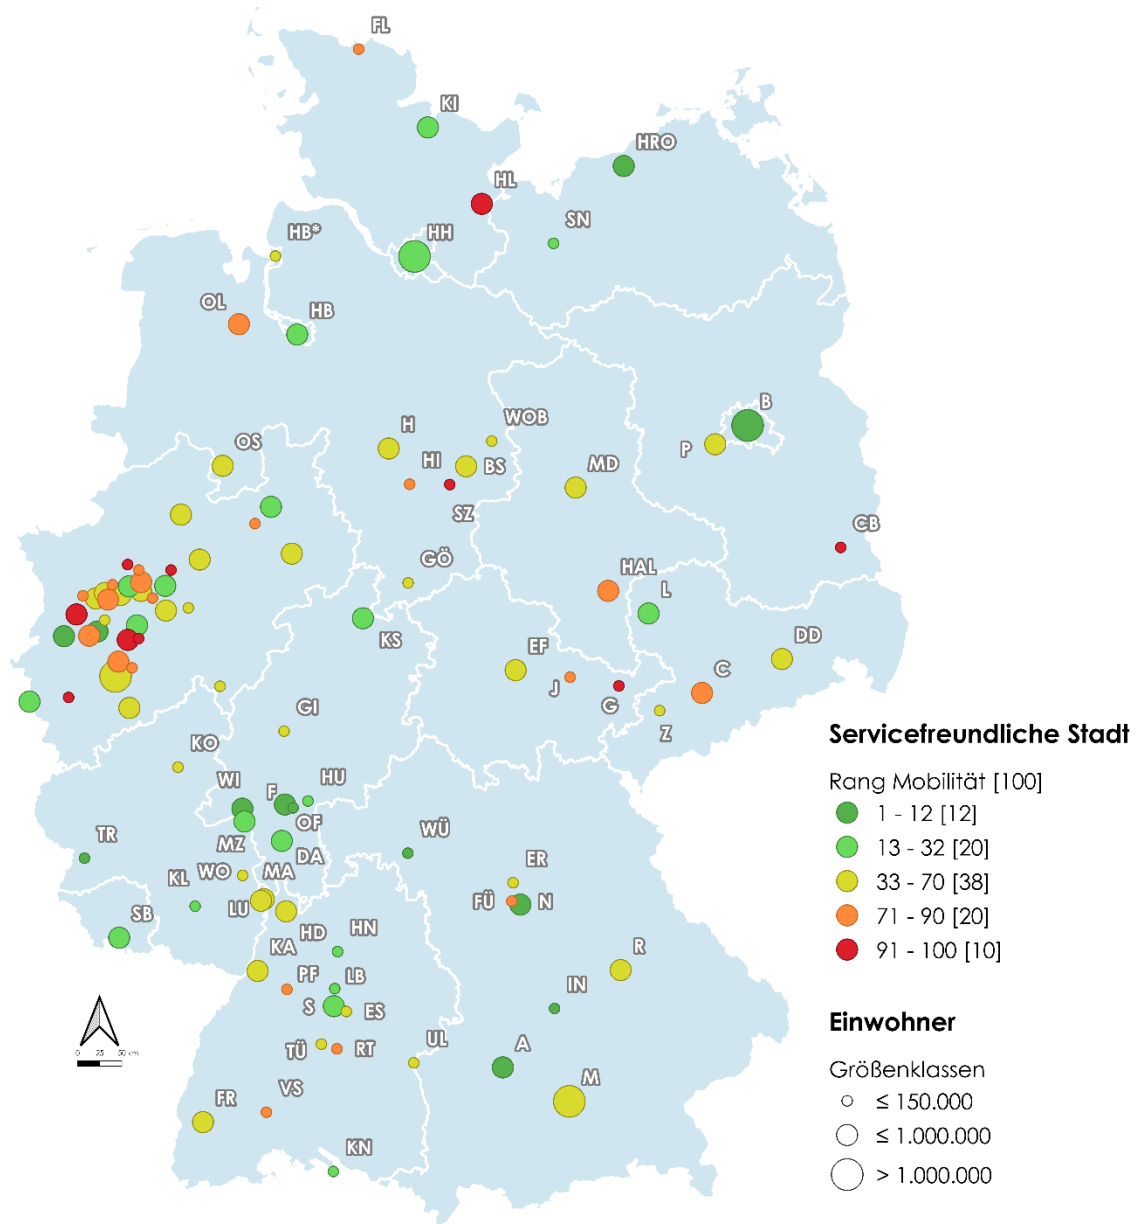 FL
KI
HRO
HL
SN
HB*
HH
OL
HB
B
H
WOB
P
OS
HI
BS
MD
SZ
CB
GÖ
HAL
L
KS
DD
EF
C
J
G
Z
GI
KO
WI
F
HU
OF
MZ
DA
WÜ
TR
ER
WO
MA
KL
FÜ
N
LU
SB
HD
HN
KA
R
PF
LB
IN
S
ES
TÜ
RT
UL
A
VS
M
FR
KN
0 25 50 cm
Servicefreundliche Stadt
Rang Mobilität [100]
1 - 12 [12]
13 - 32 [20]
33 - 70 [38]
71 - 90 [20]
91 - 100 [10]
Einwohner
Größenklassen
≤ 150.000
≤ 1.000.000
> 1.000.000